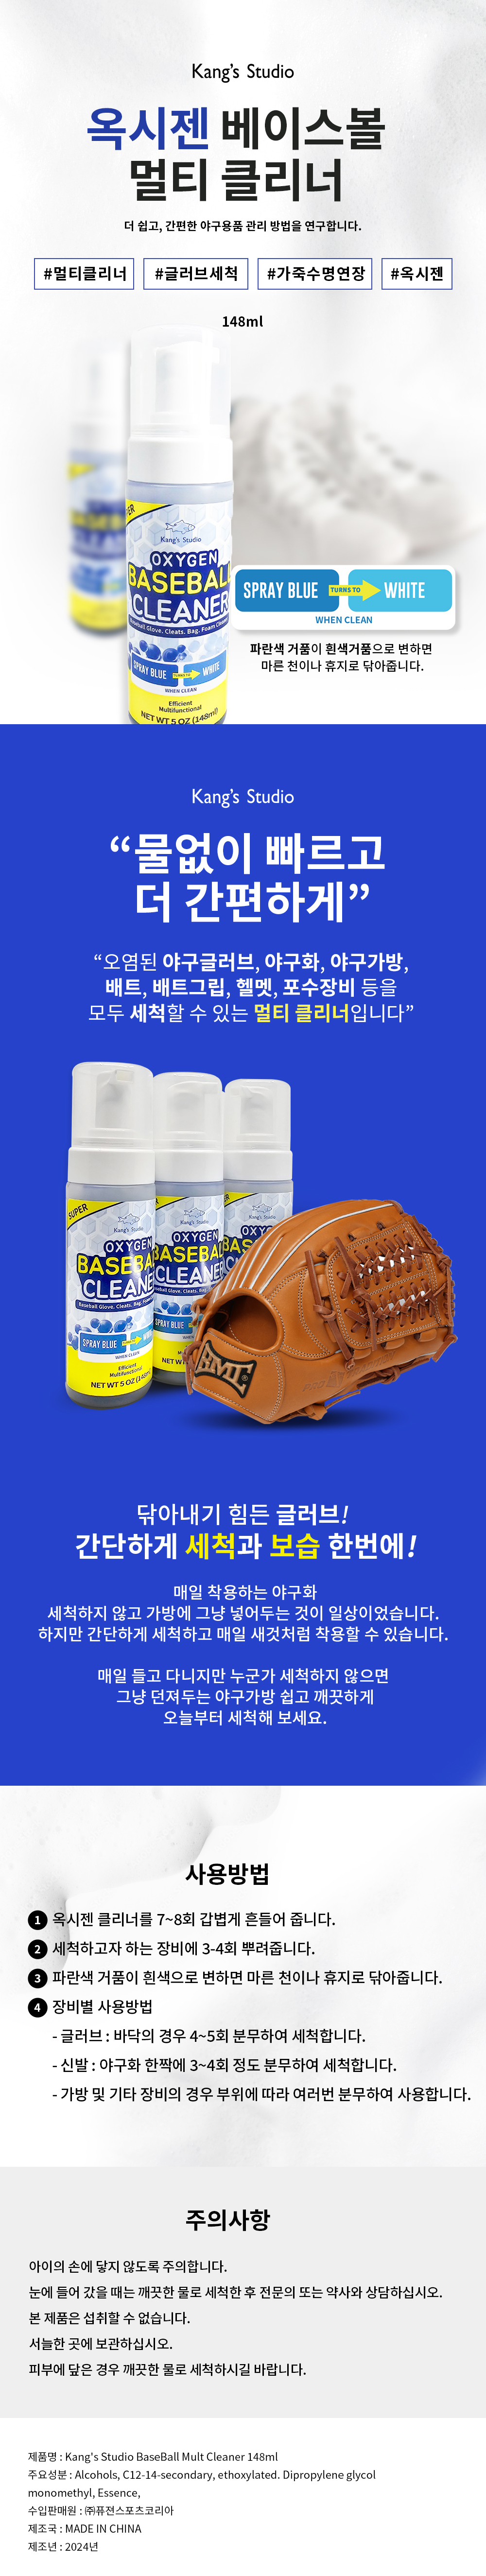 Kang's Studio
옥시젠 베이스볼
멀티 클리너
더 쉽고, 간편한 야구용품 관리 방법을 연구합니다.
#멀티클리너 #글러브세척 #가죽수명연장 #옥시젠
148ml
Kang's Studio
OXYGEN
BASEBAL
CLEANER
Baseball Glove. Cleats. Bag. Foam Cleaner
SPRAY BLUE TURNS TO WHITE
WHEN CLEAN
Efficient
Multifunctional
NET WT 5 OZ (148ml)
SPRAY BLUE TURNS TO WHITE
WHEN CLEAN
파란색 거품이 흰색거품으로 변하면
마른 천이나 휴지로 닦아줍니다.
Kang's Studio
“물없이 빠르고
더 간편하게”
“오염된 야구글러브, 야구화, 야구가방,
배트, 배트그립, 헬멧, 포수장비 등을
모두 세척할 수 있는 멀티 클리너입니다”
SUPER
Kang's Studio
OXYGEN
BASEBAL
CLEANE
Baseball Glove. Cleats. Bag. Foam
SPRAY BLUE
WHEN CLEAN
Efficient
Multifunctional
NET WT 5 OZ (148ml
닦아내기 힘든 글러브!
간단하게 세척과 보습 한번에!
매일 착용하는 야구화
세척하지 않고 가방에 그냥 넣어두는 것이 일상이었습니다.
하지만 간단하게 세척하고 매일 새것처럼 착용할 수 있습니다.
매일 들고 다니지만 누군가 세척하지 않으면
그냥 던져두는 야구가방 쉽고 깨끗하게
오늘부터 세척해 보세요.
사용방법
1 옥시젠 클리너를 7~8회 갑볍게 흔들어 줍니다.
2 세척하고자 하는 장비에 3-4회 뿌려줍니다.
3 파란색 거품이 흰색으로 변하면 마른 천이나 휴지로 닦아줍니다.
4 장비별 사용방법
- 글러브 : 바닥의 경우 4~5회 분무하여 세척합니다.
- 신발 : 야구화 한짝에 3~4회 정도 분무하여 세척합니다.
- 가방 및 기타 장비의 경우 부위에 따라 여러번 분무하여 사용합니다.
주의사항
아이의 손에 닿지 않도록 주의합니다.
눈에 들어 갔을 때는 깨끗한 물로 세척한 후 전문의 또는 약사와 상담하십시오.
본 제품은 섭취할 수 없습니다.
서늘한 곳에 보관하십시오.
피부에 닿은 경우 깨끗한 물로 세척하시길 바랍니다.
제품명 : Kang's Studio BaseBall Mult Cleaner 148ml
주요성분 : Alcohols, C12-14-secondary, ethoxylated. Dipropylene glycol
monomethyl, Essence,
수입판매원 : ㈜퓨젼스포츠코리아
제조국 : MADE IN CHINA
제조년 : 2024년